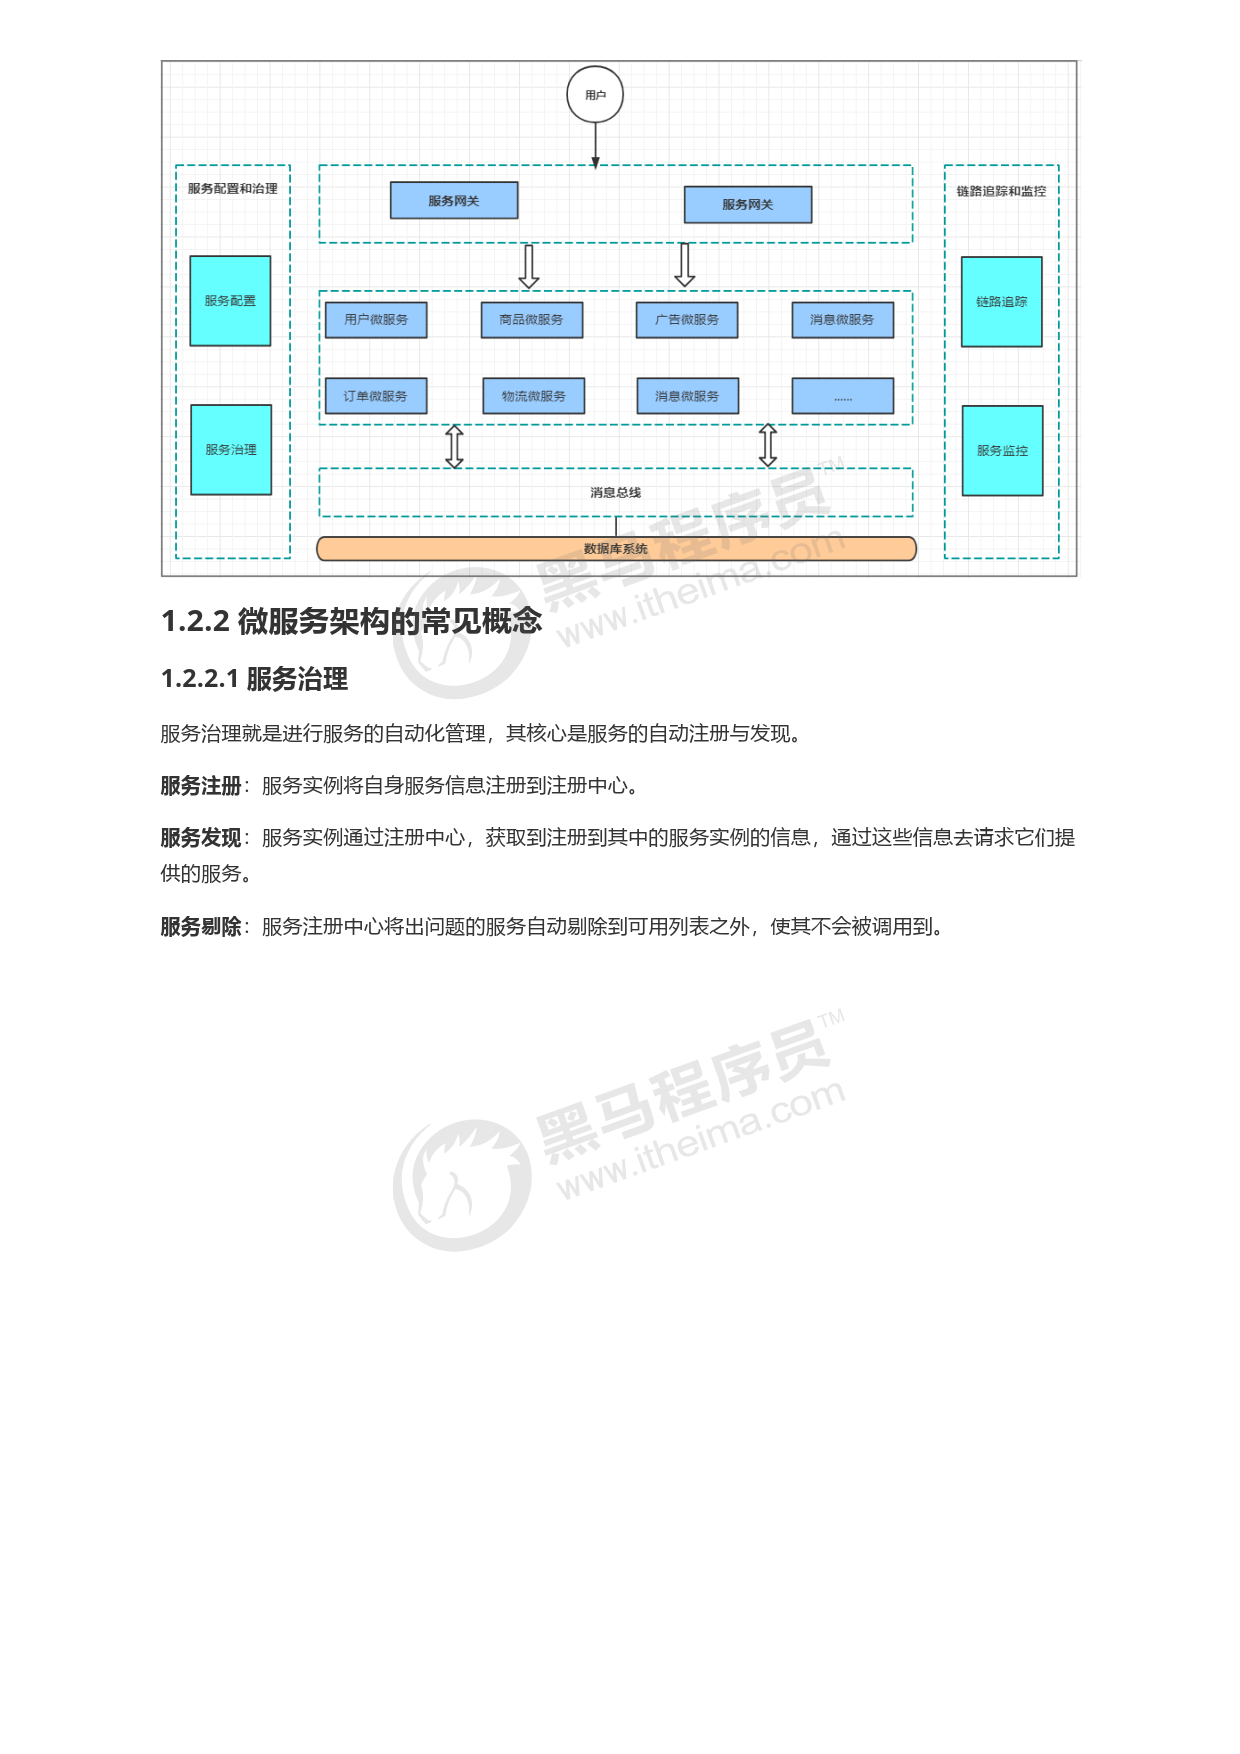 用户
服务配置和治理
链路追踪和监控
服务网关
服务网关
服务配置
链路追踪
用户微服务
商品微服务
广告微服务
消息微服务
订单微服务
物流微服务
消息微服务
......
服务治理
服务监控
消息总线
数据库系统
黑马程序员™
www.itheima.com
1.2.2 微服务架构的常见概念
1.2.2.1 服务治理
服务治理就是进行服务的自动化管理，其核心是服务的自动注册与发现。
服务注册：服务实例将自身服务信息注册到注册中心。
服务发现：服务实例通过注册中心，获取到注册到其中的服务实例的信息，通过这些信息去请求它们提
供的服务。
服务剔除：服务注册中心将出问题的服务自动剔除到可用列表之外，使其不会被调用到。
黑马程序员™
www.itheima.com